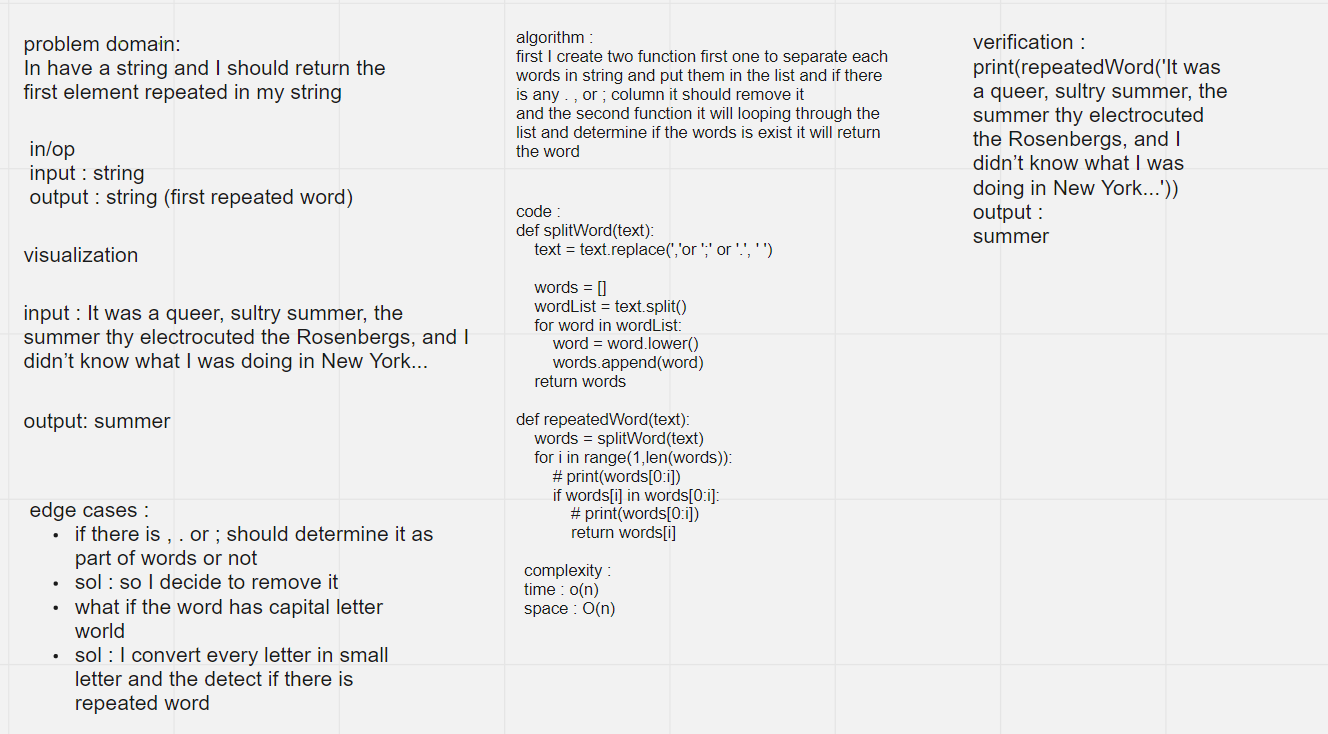 problem domain:
In have a string and I should return the
first element repeated in my string
in/op
input : string
output : string (first repeated word)
visualization
input : It was a queer, sultry summer, the
summer thy electrocuted the Rosenbergs, and I
didn’t know what I was doing in New York...
output: summer
edge cases :
• if there is , . or ; should determine it as
part of words or not
• sol : so I decide to remove it
• what if the word has capital letter
world
• sol : I convert every letter in small
letter and the detect if there is
repeated word
algorithm :
first I create two function first one to separate each
words in string and put them in the list and if there
is any . , or ; column it should remove it
and the second function it will looping through the
list and determine if the words is exist it will return
the word
code :
def splitWord(text):
text = text.replace(','or ';' or '.', ' ')
words = []
wordList = text.split()
for word in wordList:
word = word.lower()
words.append(word)
return words
def repeatedWord(text):
words = splitWord(text)
for i in range(1,len(words)):
# print(words[0:i])
if words[i] in words[0:i]:
# print(words[0:i])
return words[i]
complexity :
time : o(n)
space : O(n)
verification :
print(repeatedWord('It was
a queer, sultry summer, the
summer thy electrocuted
the Rosenbergs, and I
didn’t know what I was
doing in New York...'))
output :
summer